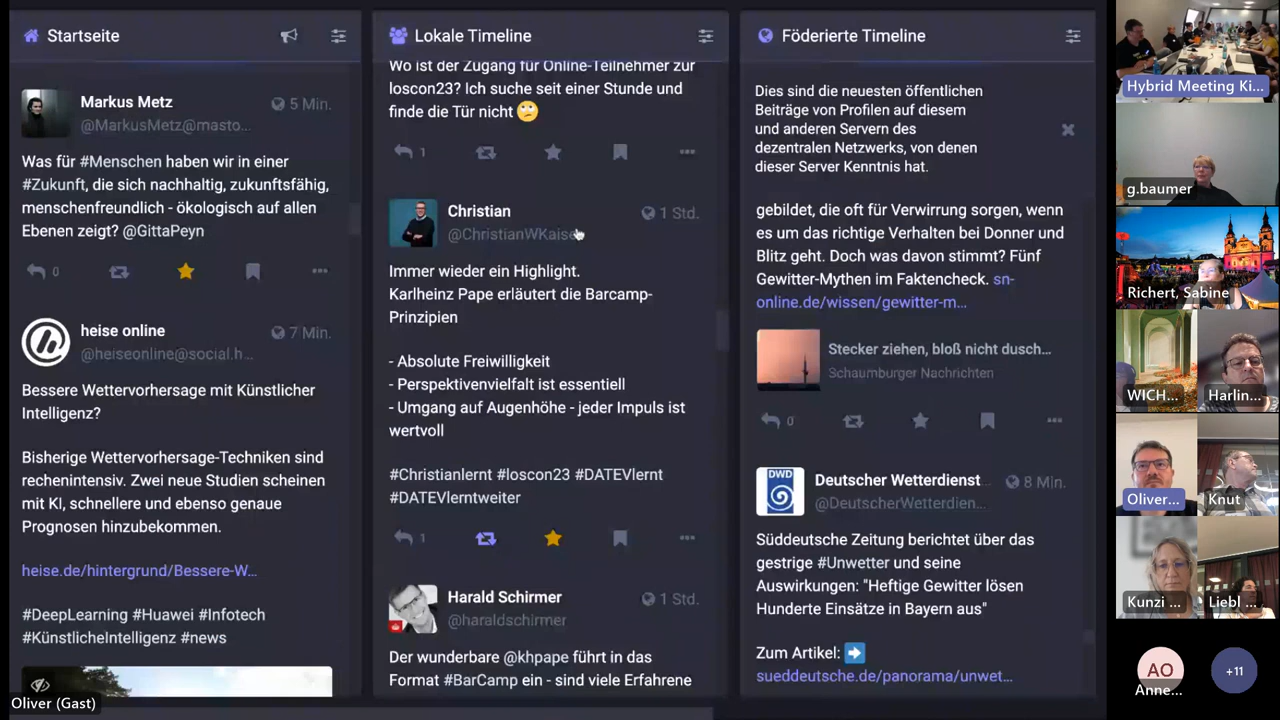 Startseite
Markus Metz
5 Min.
@MarkusMetz@masto...
Was für #Menschen haben wir in einer
#Zukunft, die sich nachhaltig, zukunftsfähig,
menschenfreundlich - ökologisch auf allen
Ebenen zeigt? @GittaPeyn
0
heise online
7 Min.
@heiseonline@social.h...
Bessere Wettervorhersage mit Künstlicher
Intelligenz?
Bisherige Wettervorhersage-Techniken sind
rechenintensiv. Zwei neue Studien scheinen
mit KI, schnellere und ebenso genaue
Prognosen hinzubekommen.
heise.de/hintergrund/Bessere-W...
#DeepLearning #Huawei #Infotech
#KünstlicheIntelligenz #news
Oliver (Gast)
Lokale Timeline
Wo ist der Zugang für Online-Teilnehmer zur
loscon23? Ich suche seit einer Stunde und
finde die Tür nicht 🙄
1
Christian
1 Std.
@ChristianWKaise
Immer wieder ein Highlight.
Karlheinz Pape erläutert die Barcamp-
Prinzipien
- Absolute Freiwilligkeit
- Perspektivenvielfalt ist essentiell
- Umgang auf Augenhöhe - jeder Impuls ist
wertvoll
#Christianlernt #loscon23 #DATEVlernt
#DATEVlerntweiter
1
Harald Schirmer
1 Std.
@haraldschirmer
Der wunderbare @khpape führt in das
Format #BarCamp ein - sind viele Erfahrene
Föderierte Timeline
Dies sind die neuesten öffentlichen
Beiträge von Profilen auf diesem
und anderen Servern des
dezentralen Netzwerks, von denen
dieser Server Kenntnis hat.
gebildet, die oft für Verwirrung sorgen, wenn
es um das richtige Verhalten bei Donner und
Blitz geht. Doch was davon stimmt? Fünf
Gewitter-Mythen im Faktencheck. sn-
online.de/wissen/gewitter-m...
Stecker ziehen, bloß nicht dusch...
Schaumburger Nachrichten
0
DWD
Deutscher Wetterdienst
8 Min.
@DeutscherWetterdien...
Süddeutsche Zeitung berichtet über das
gestrige #Unwetter und seine
Auswirkungen: "Heftige Gewitter lösen
Hunderte Einsätze in Bayern aus"
Zum Artikel: ➡
sueddeutsche.de/panorama/unwet...
Hybrid Meeting Ki...
g.baumer
Richert, Sabine
WICH...
Harlin...
Oliver...
Knut
Kunzi ...
Liebl ...
AO
Anne...
+11